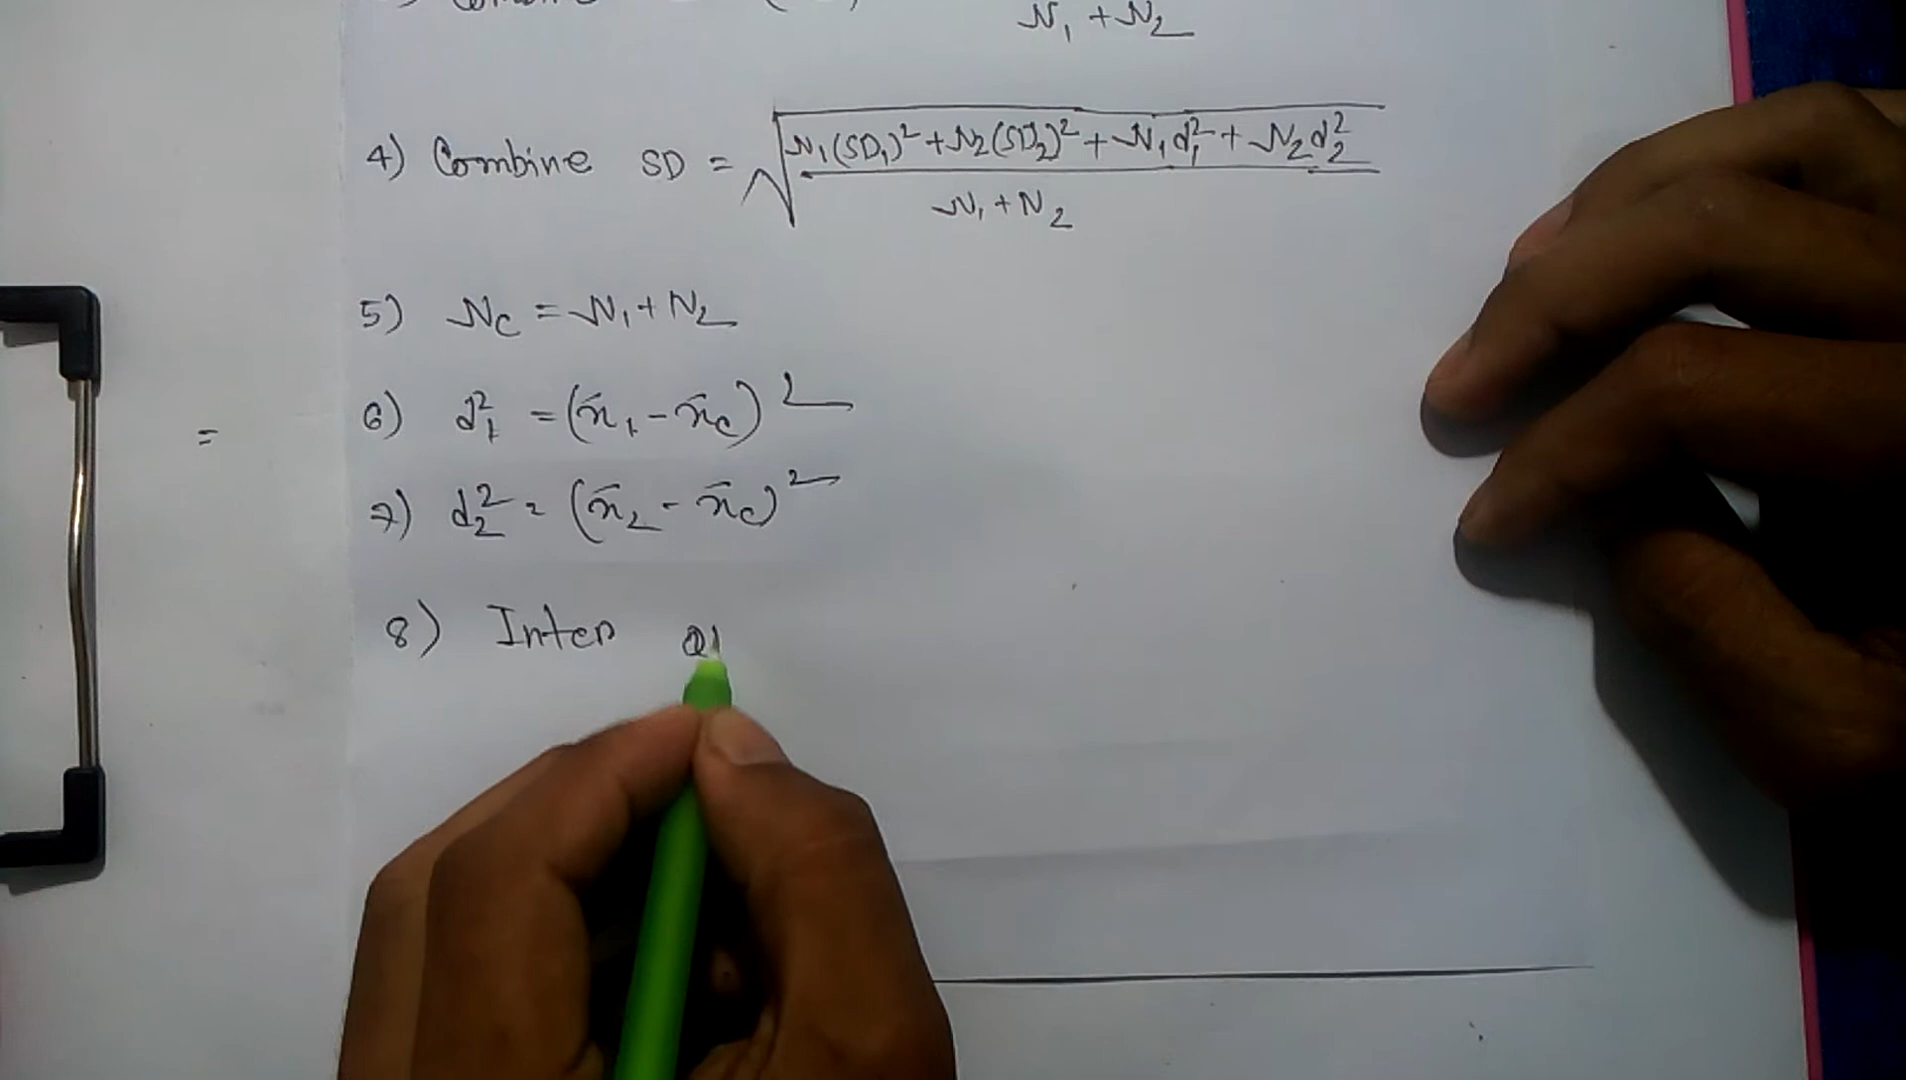 N₁ + N₂
4) Combine SD = √ N₁(SD₁)² + N₂(SD₂)² + N₁d₁² + N₂d₂²
N₁ + N₂
5) Nc = N₁ + N₂
=
6) d₁² = (x̄₁ - x̄c)²
7) d₂² = (x̄₂ - x̄c)²
8) Inter